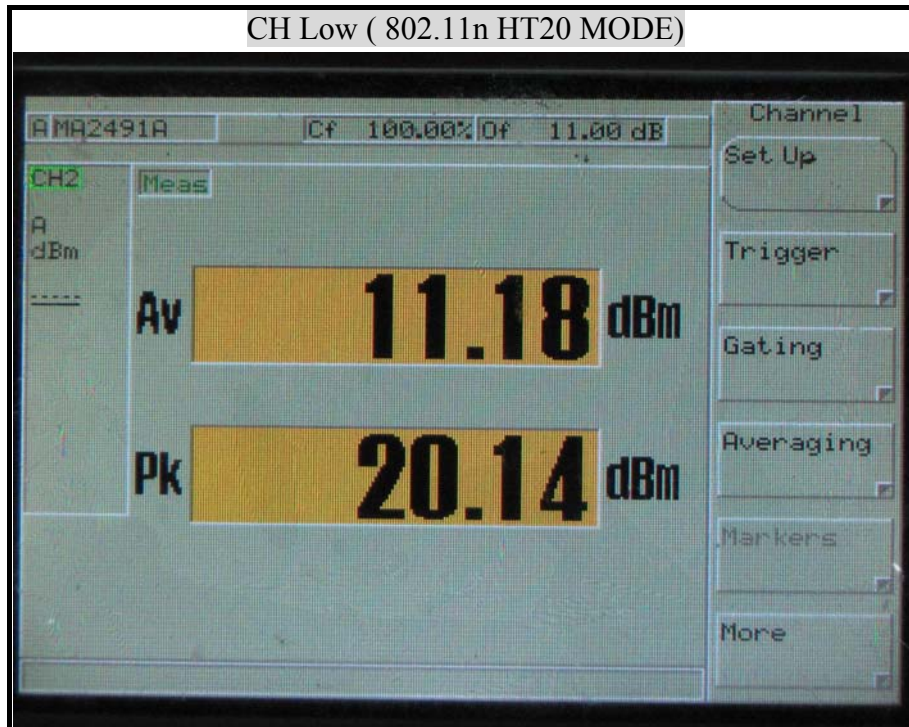 CH Low ( 802.11n HT20 MODE)
A MA2491A Cf 100.00% Of 11.00 dB
Channel
Set Up
CH2
Meas
A
dBm
-----
Trigger
Av 11.18 dBm
Gating
Averaging
Pk 20.14 dBm
Markers
More